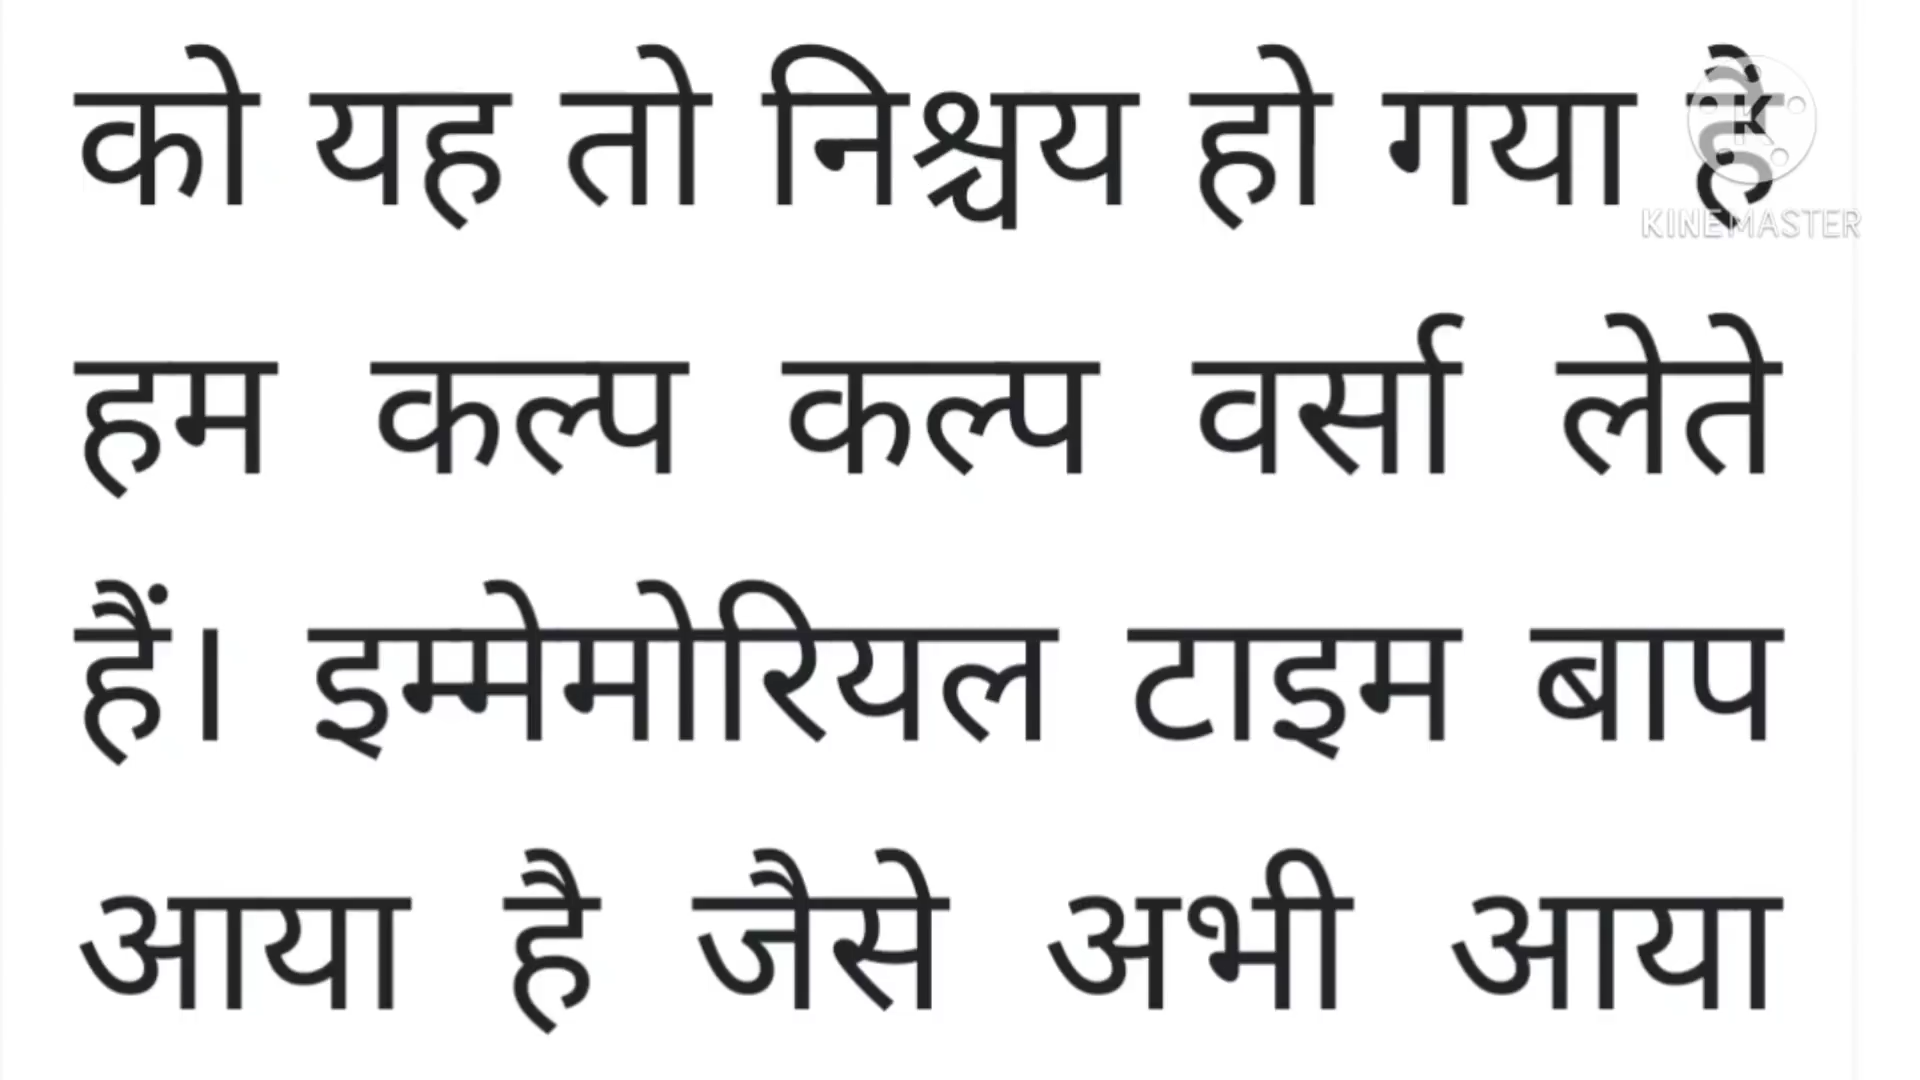 को यह तो निश्चय हो गया है
KINEMASTER
हम कल्प कल्प वर्सा लेते
हैं। इम्मेमोरियल टाइम बाप
आया है जैसे अभी आया